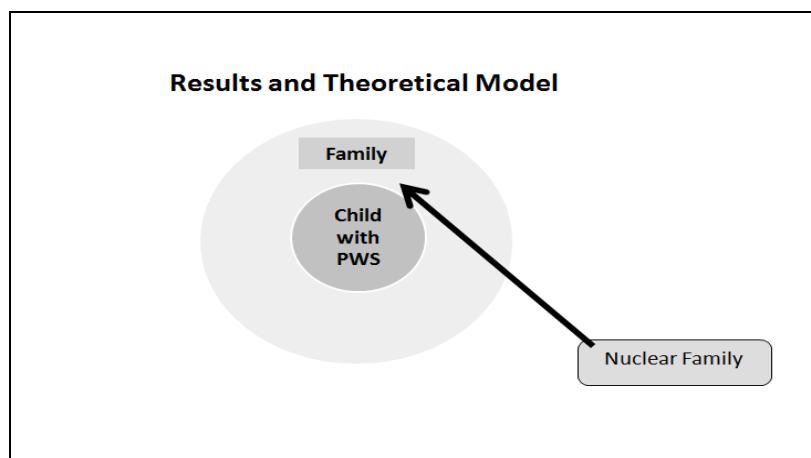 Results and Theoretical Model
Family
Child
with
PWS
Nuclear Family